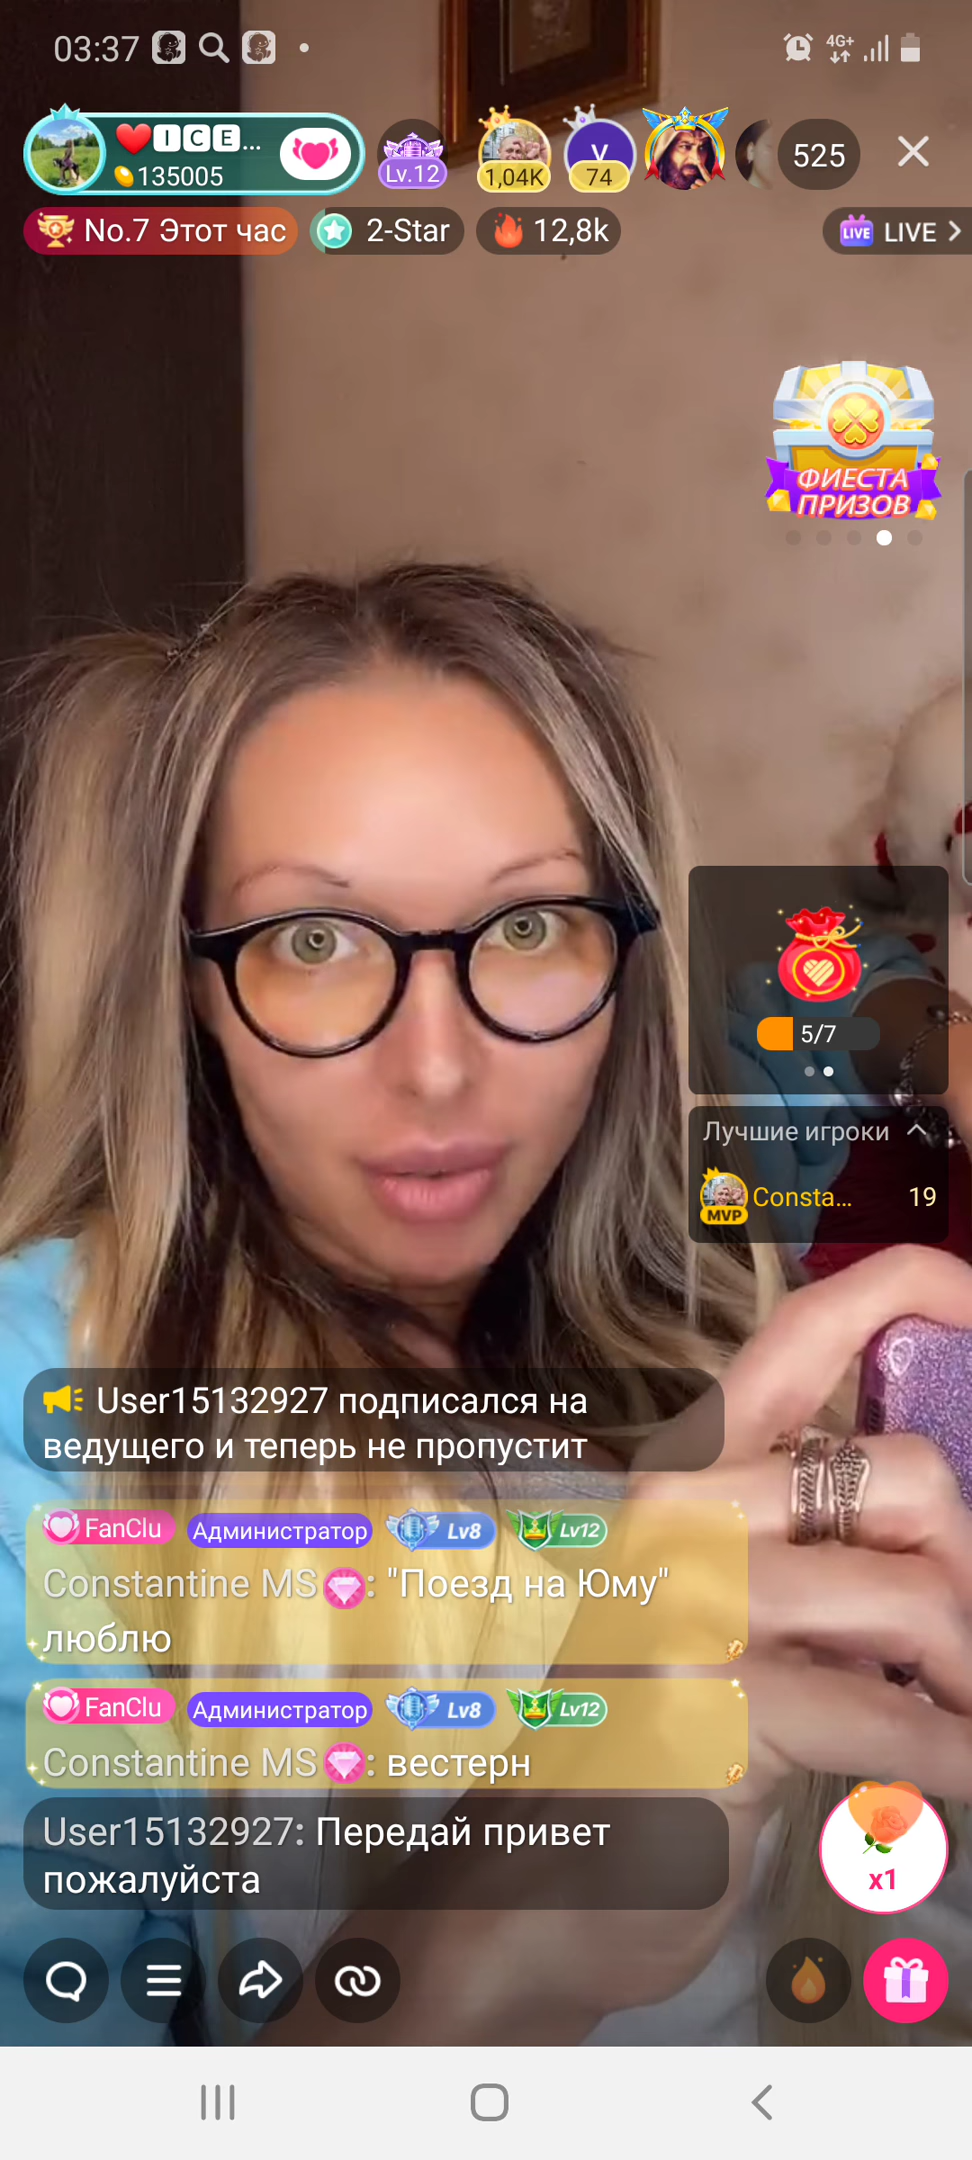 03:37
4G+
ICE...
135005
Lv.12
1,04K
V
74
525
No.7 Этот час
2-Star
12,8k
LIVE
LIVE
ФИЕСТА
ПРИЗОВ
5/7
Лучшие игроки
MVP
Consta...
19
User15132927 подписался на
ведущего и теперь не пропустит
FanClu Администратор Lv8 Lv12
Constantine MS: "Поезд на Юму"
люблю
FanClu Администратор Lv8 Lv12
Constantine MS: вестерн
User15132927: Передай привет
пожалуйста
x1